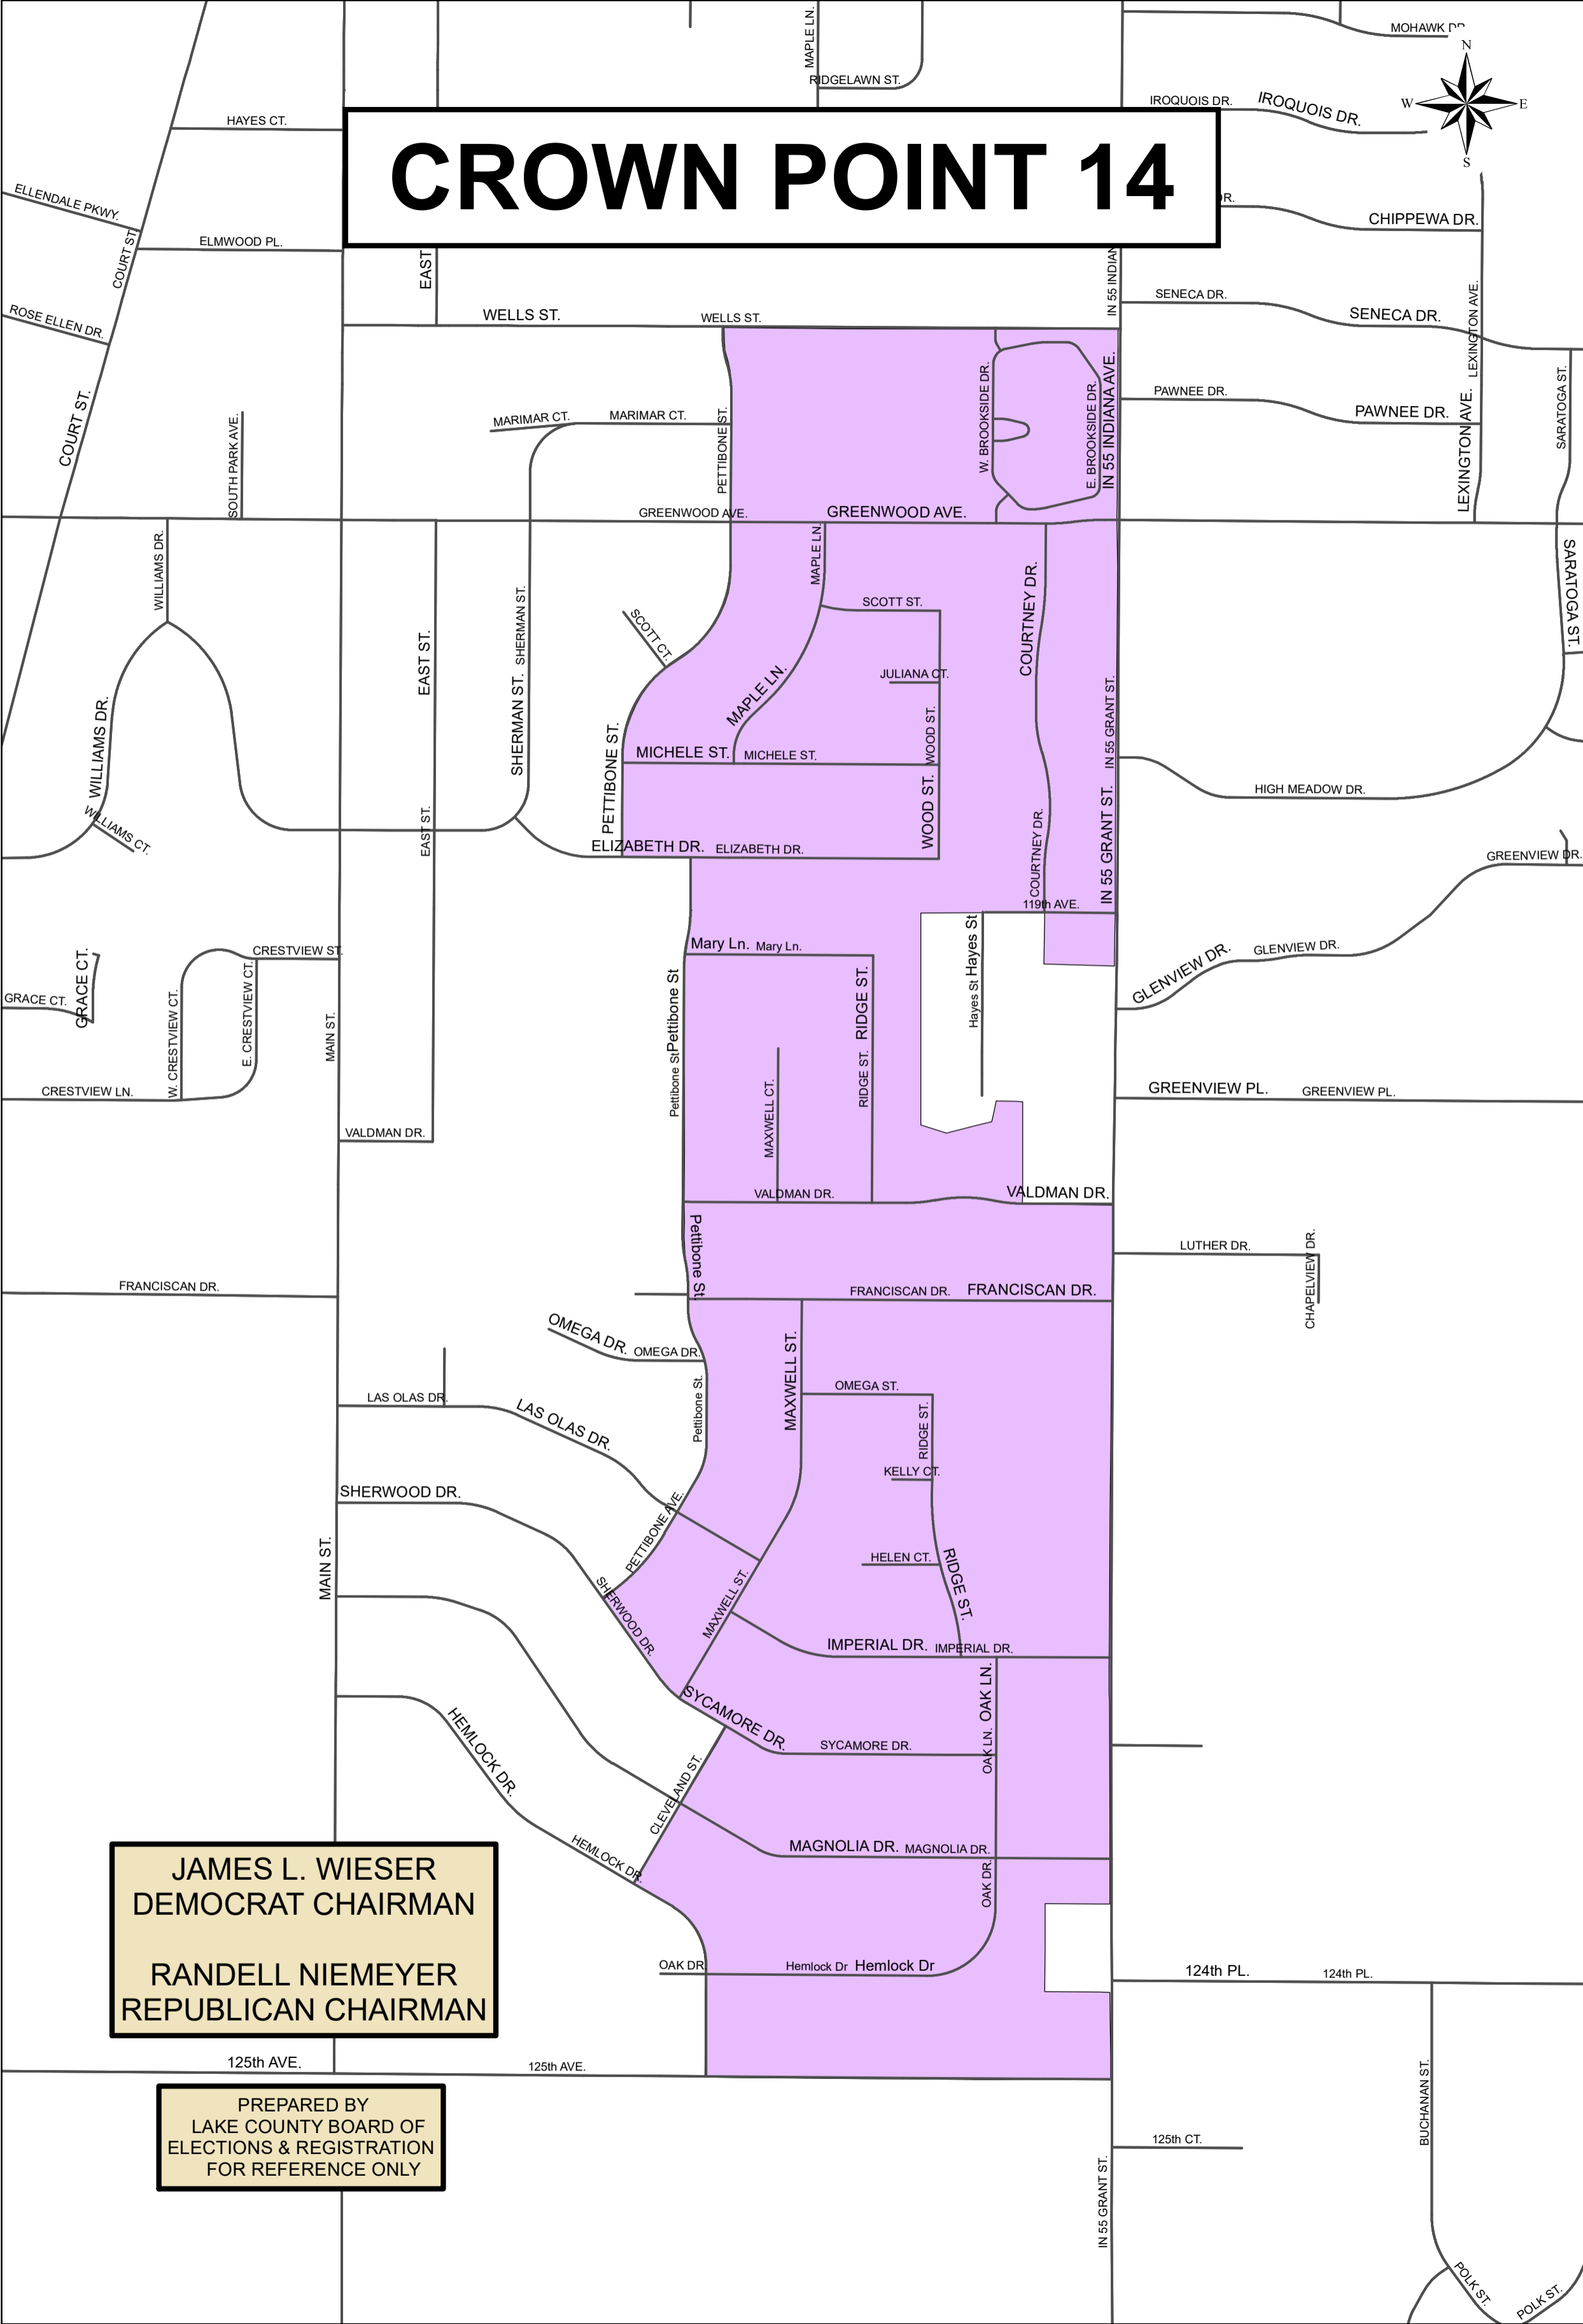 MAPLE LN.
MOHAWK DR.
N
RIDGELAWN ST.
W
E
IROQUOIS DR.
IROQUOIS DR.
HAYES CT.
S
CROWN POINT 14
ELLENDALE PKWY.
DR.
CHIPPEWA DR.
COURT ST.
ELMWOOD PL.
EAST
IN 55 INDIAN
SENECA DR.
SENECA DR.
LEXINGTON AVE.
ROSE ELLEN DR.
WELLS ST.
WELLS ST.
COURT ST.
SOUTH PARK AVE.
MARIMAR CT.
MARIMAR CT.
PETTIBONE ST.
W. BROOKSIDE DR.
E. BROOKSIDE DR.
IN 55 INDIANA AVE.
PAWNEE DR.
PAWNEE DR.
LEXINGTON AVE.
SARATOGA ST.
GREENWOOD AVE.
GREENWOOD AVE.
WILLIAMS DR.
SHERMAN ST.
MAPLE LN.
SCOTT ST.
COURTNEY DR.
SARATOGA ST.
SCOTT CT.
EAST ST.
JULIANA CT.
MAPLE LN.
WILLIAMS DR.
SHERMAN ST.
PETTIBONE ST.
MICHELE ST.
MICHELE ST.
WOOD ST.
IN 55 GRANT ST.
HIGH MEADOW DR.
WILLIAMS CT.
EAST ST.
ELIZABETH DR.
ELIZABETH DR.
WOOD ST.
COURTNEY DR.
IN 55 GRANT ST.
GREENVIEW DR.
119th AVE.
GRACE CT.
GRACE CT.
CRESTVIEW ST.
W. CRESTVIEW CT.
E. CRESTVIEW CT.
MAIN ST.
Mary Ln.
Mary Ln.
Pettibone St
Pettibone St
RIDGE ST.
RIDGE ST.
Hayes St
Hayes St
GLENVIEW DR.
GLENVIEW DR.
CRESTVIEW LN.
MAXWELL CT.
GREENVIEW PL.
GREENVIEW PL.
VALDMAN DR.
VALDMAN DR.
VALDMAN DR.
Pettibone St.
LUTHER DR.
CHAPELVIEW DR.
FRANCISCAN DR.
FRANCISCAN DR.
FRANCISCAN DR.
OMEGA DR.
OMEGA DR.
MAXWELL ST.
LAS OLAS DR.
LAS OLAS DR.
Pettibone St.
OMEGA ST.
RIDGE ST.
KELLY CT.
SHERWOOD DR.
PETTIBONE AVE.
MAIN ST.
SHERWOOD DR.
MAXWELL ST.
HELEN CT.
RIDGE ST.
IMPERIAL DR.
IMPERIAL DR.
OAK LN.
OAK LN.
SYCAMORE DR.
SYCAMORE DR.
HEMLOCK DR.
CLEVELAND ST.
HEMLOCK DR.
MAGNOLIA DR.
MAGNOLIA DR.
OAK DR.
JAMES L. WIESER
DEMOCRAT CHAIRMAN
RANDELL NIEMEYER
REPUBLICAN CHAIRMAN
OAK DR.
Hemlock Dr
Hemlock Dr
124th PL.
124th PL.
125th AVE.
125th AVE.
BUCHANAN ST.
PREPARED BY
LAKE COUNTY BOARD OF
ELECTIONS & REGISTRATION
FOR REFERENCE ONLY
125th CT.
IN 55 GRANT ST.
POLK ST.
POLK ST.